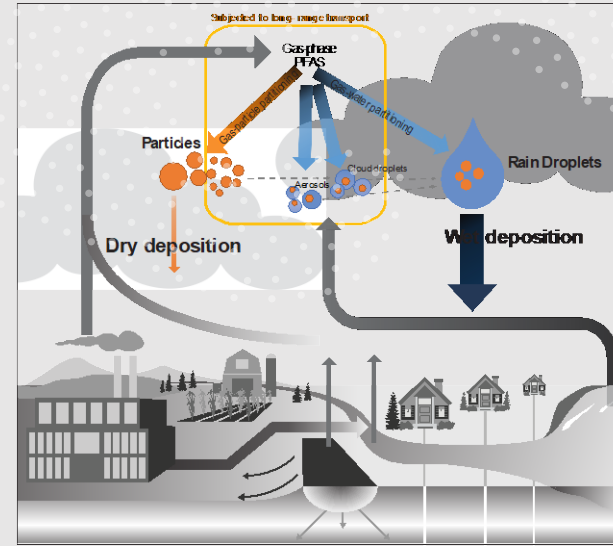 Subjected to long-range transport
Gas-phase
PFAS
Gas-particle partitioning
Gas-water partitioning
Particles
Cloud droplets
Aerosols
Rain Droplets
Dry deposition
Wet deposition